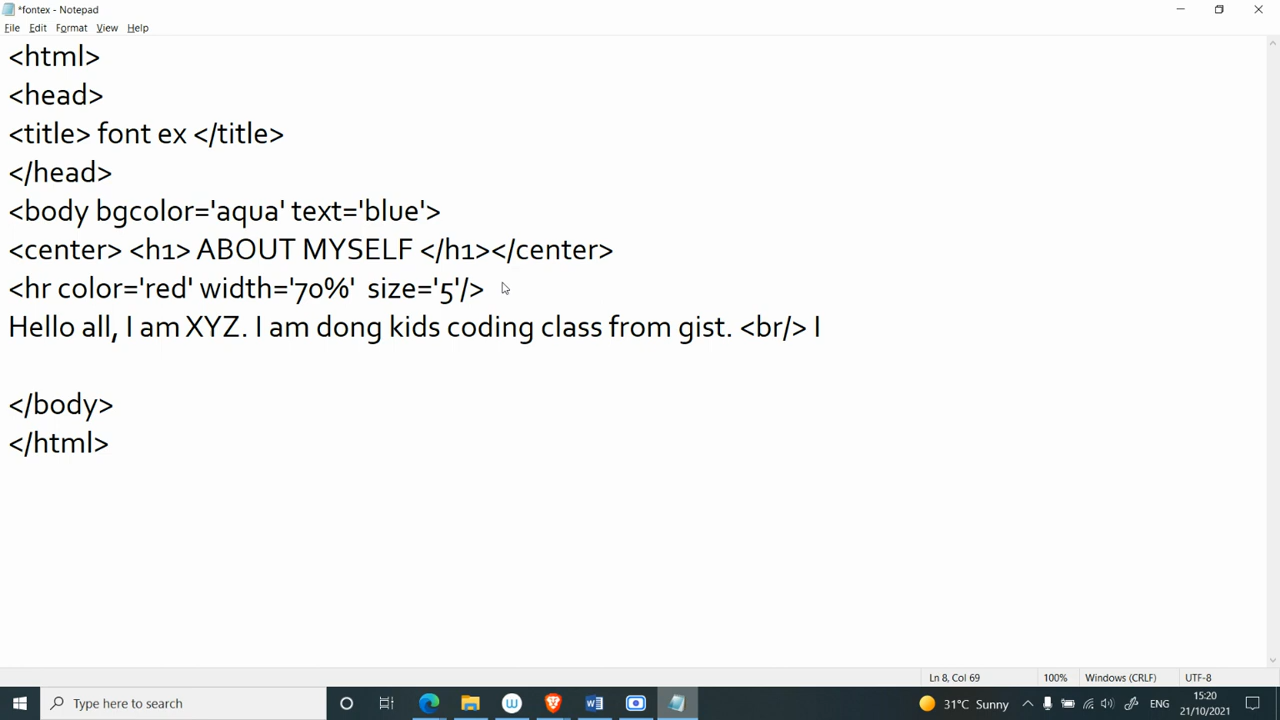 *fontex - Notepad
File Edit Format View Help
<html>
<head>
<title> font ex </title>
</head>
<body bgcolor='aqua' text='blue'>
<center> <h1> ABOUT MYSELF </h1></center>
<hr color='red' width='70%'  size='5'/>
Hello all, I am XYZ. I am dong kids coding class from gist. <br/> I
</body>
</html>
Ln 8, Col 69 100% Windows (CRLF) UTF-8
Type here to search 31°C Sunny ENG 15:20
21/10/2021